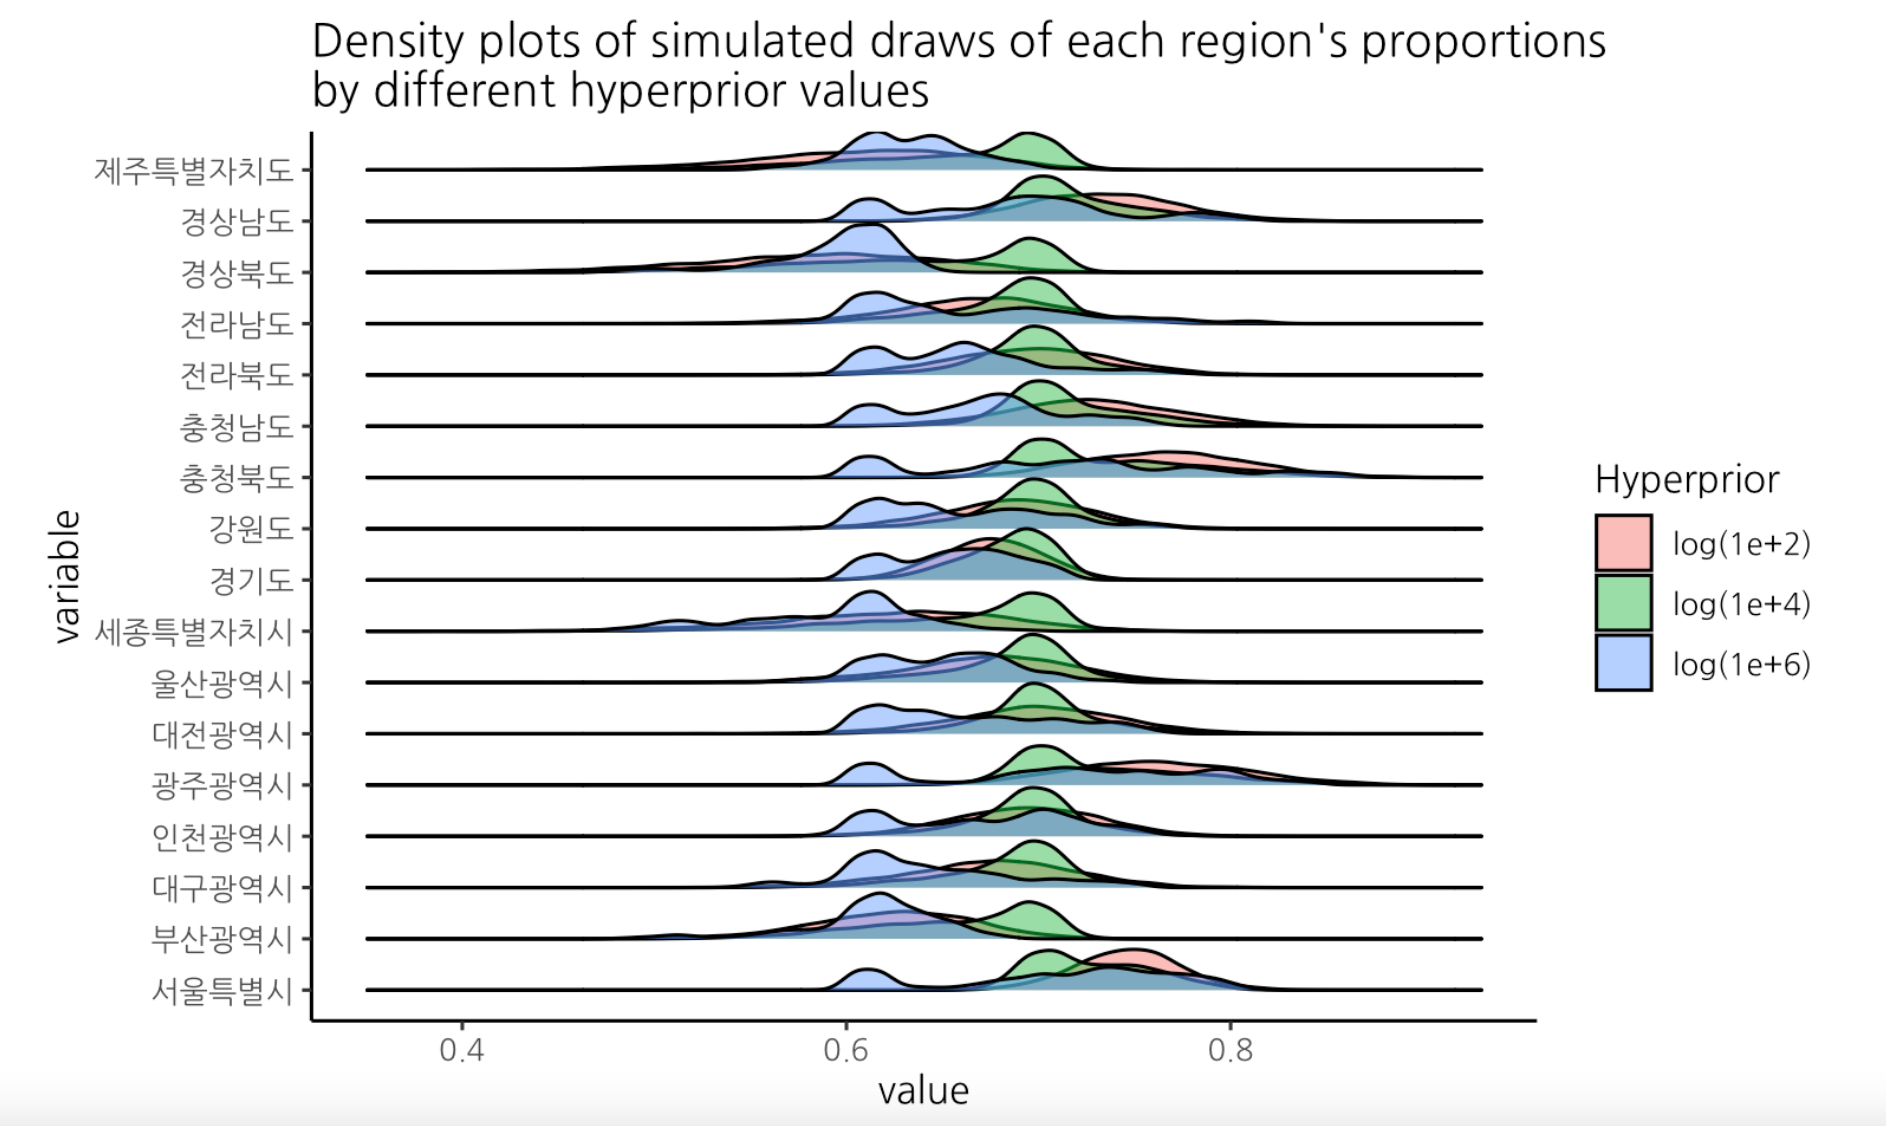 Density plots of simulated draws of each region's proportions
by different hyperprior values
제주특별자치도
경상남도
경상북도
전라남도
전라북도
충청남도
충청북도
강원도
경기도
세종특별자치시
울산광역시
대전광역시
광주광역시
인천광역시
대구광역시
부산광역시
서울특별시
variable
0.4 0.6 0.8
value
Hyperprior
log(1e+2)
log(1e+4)
log(1e+6)